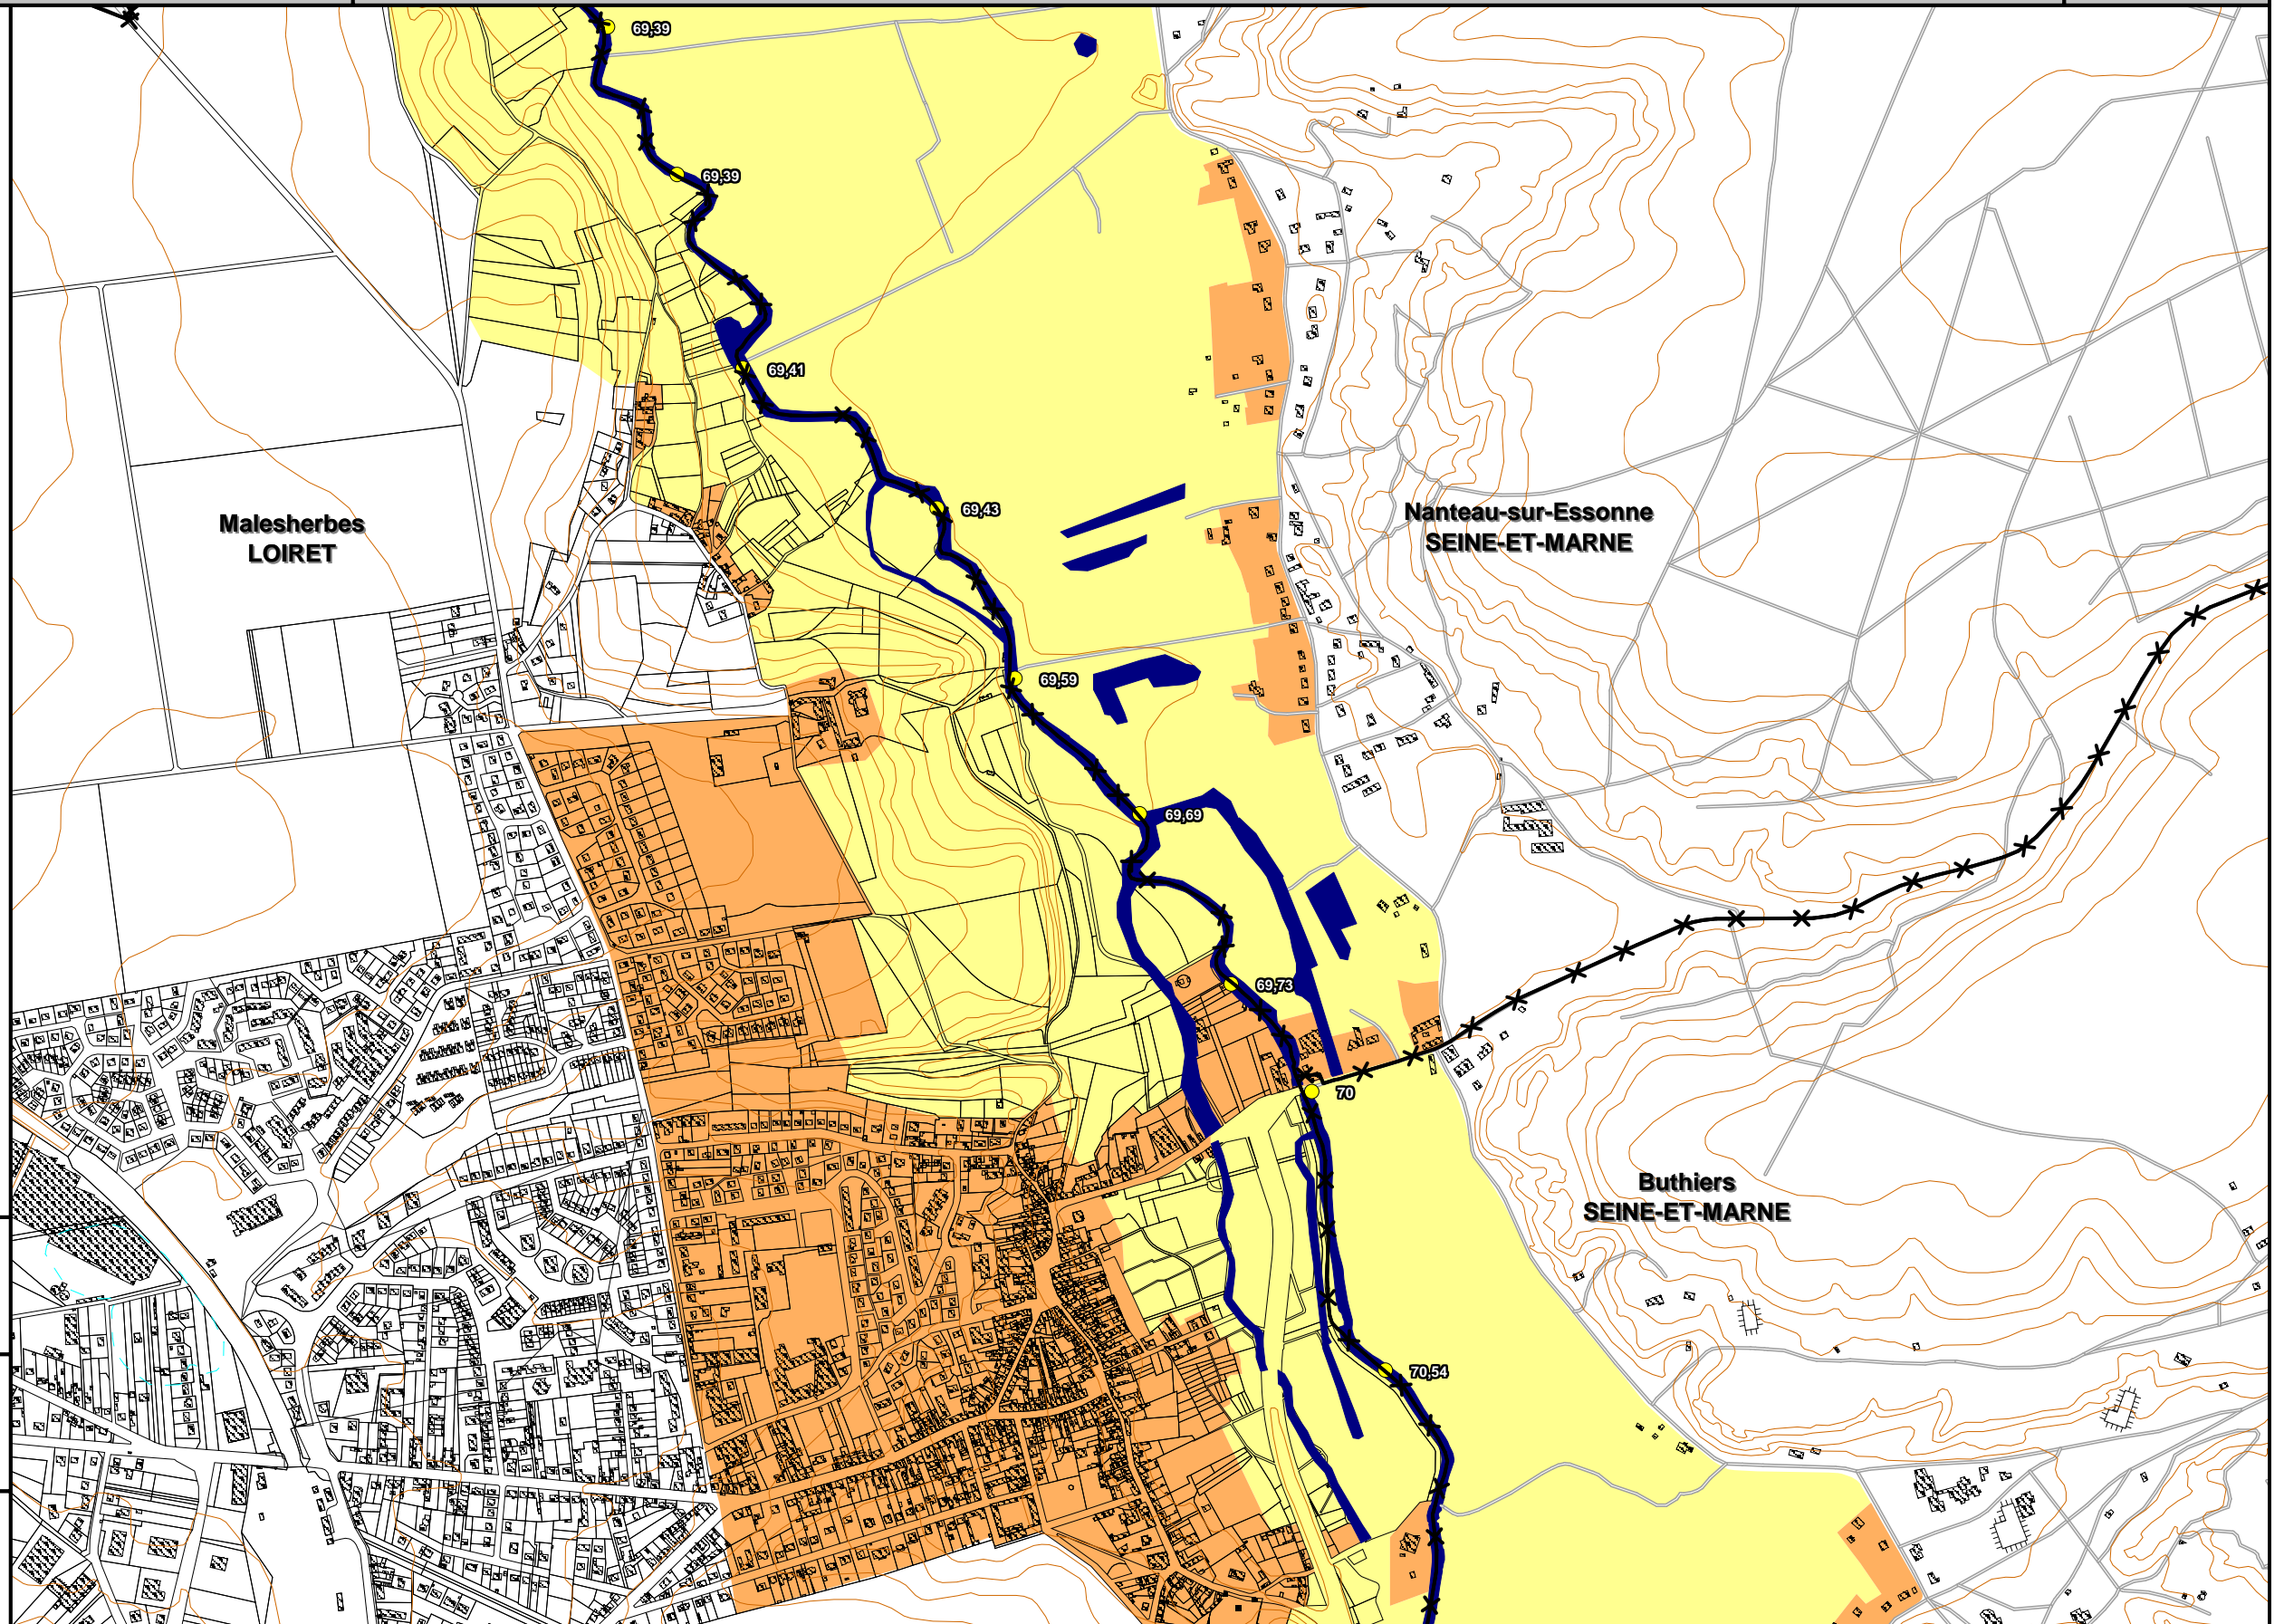 69,39
69,39
69,41
69,43
Malesherbes
LOIRET
Nanteau-sur-Essonne
SEINE-ET-MARNE
69,59
69,69
69,73
70
Buthiers
SEINE-ET-MARNE
70,54